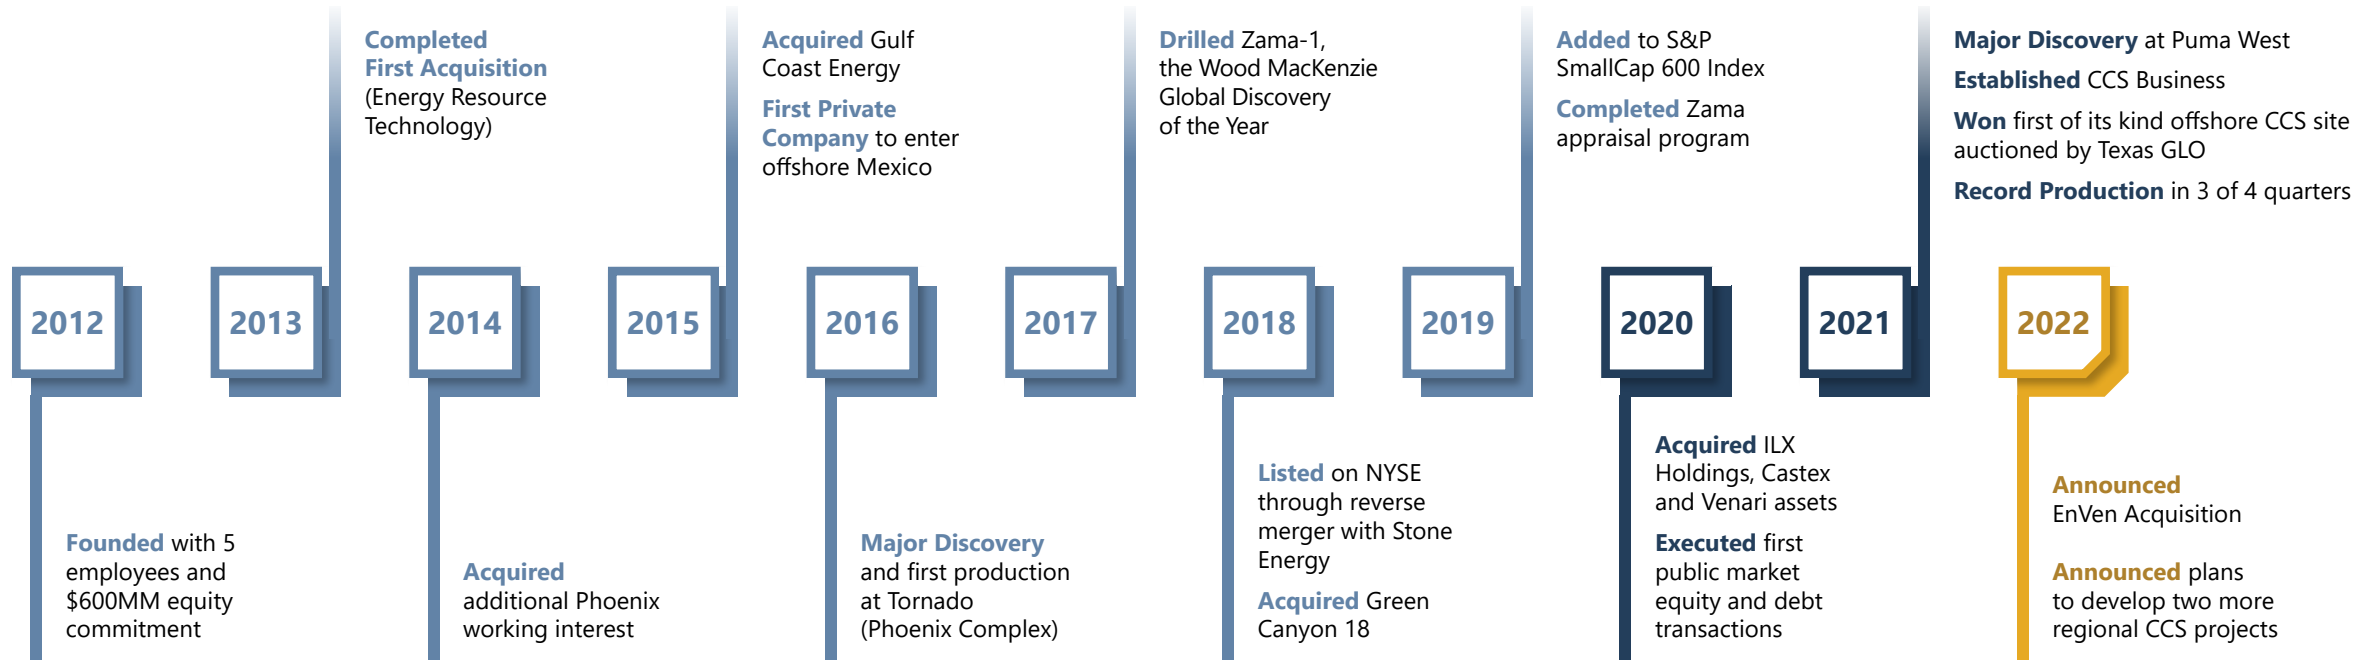 Completed
First Acquisition
(Energy Resource
Technology)
Acquired Gulf
Coast Energy
First Private
Company to enter
offshore Mexico
Drilled Zama-1,
the Wood MacKenzie
Global Discovery
of the Year
Added to S&P
SmallCap 600 Index
Completed Zama
appraisal program
Major Discovery at Puma West
Established CCS Business
Won first of its kind offshore CCS site
auctioned by Texas GLO
Record Production in 3 of 4 quarters
2012
2013
2014
2015
2016
2017
2018
2019
2020
2021
2022
Founded with 5
employees and
$600MM equity
commitment
Acquired
additional Phoenix
working interest
Major Discovery
and first production
at Tornado
(Phoenix Complex)
Listed on NYSE
through reverse
merger with Stone
Energy
Acquired Green
Canyon 18
Acquired ILX
Holdings, Castex
and Venari assets
Executed first
public market
equity and debt
transactions
Announced
EnVen Acquisition
Announced plans
to develop two more
regional CCS projects